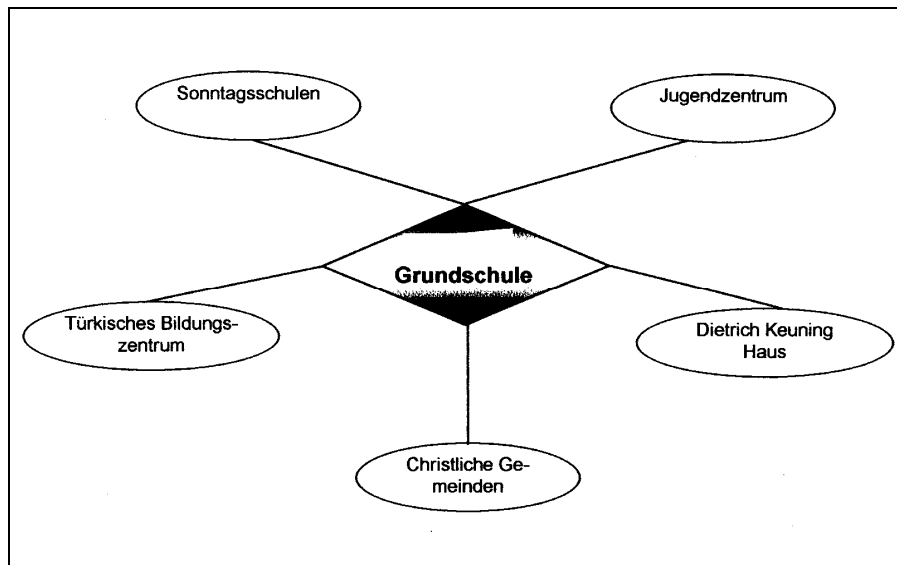 Sonntagsschulen
Jugendzentrum
Grundschule
Türkisches Bildungs-
zentrum
Dietrich Keuning
Haus
Christliche Ge-
meinden